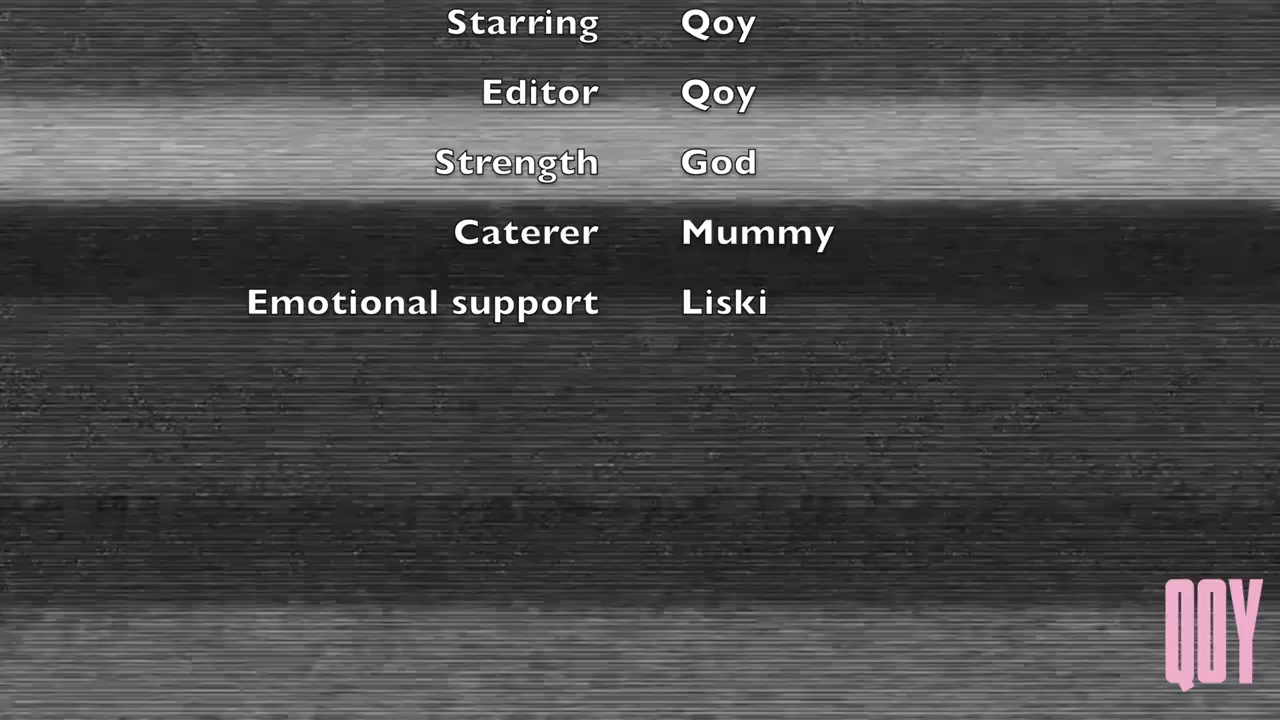 Starring Qoy
Editor Qoy
Strength God
Caterer Mummy
Emotional support Liski
QOY